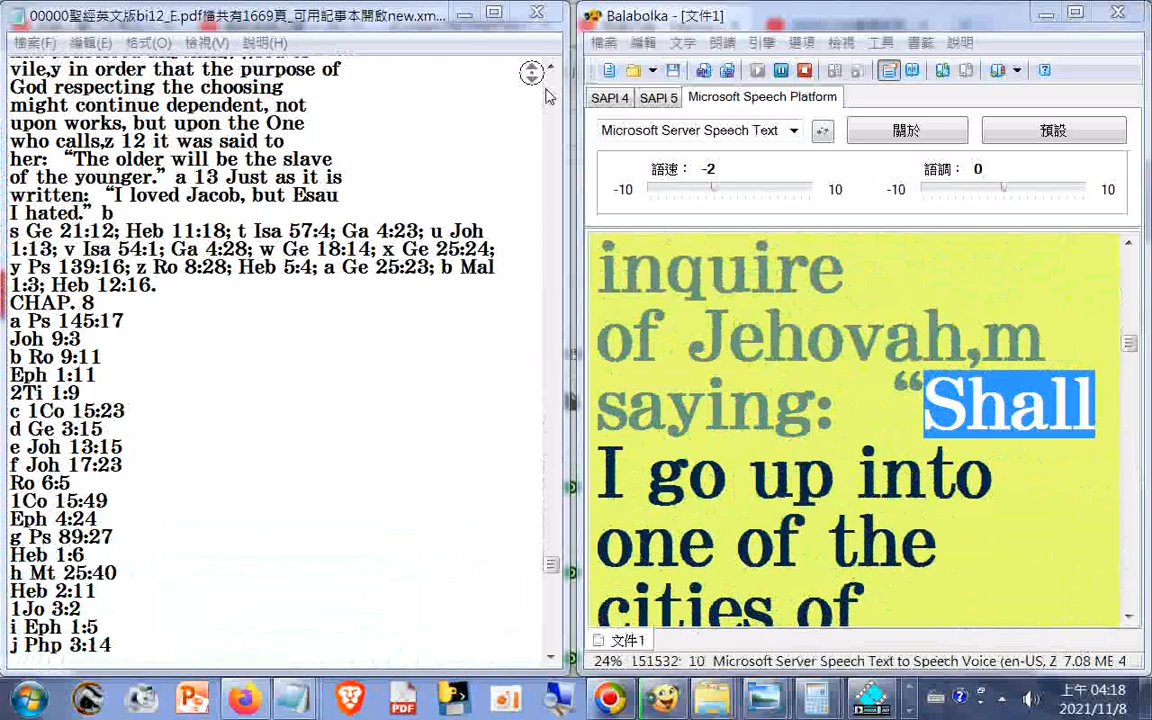 00000聖經英文版bi12_E.pdf檔共有1669頁_可用記事本開啟new.xm...
檔案(F) 編輯(E) 格式(O) 檢視(V) 說明(H)
vile,y in order that the purpose of
God respecting the choosing
might continue dependent, not
upon works, but upon the One
who calls,z 12 it was said to
her: “The older will be the slave
of the younger.” a 13 Just as it is
written: “I loved Jacob, but Esau
I hated.” b
s Ge 21:12; Heb 11:18; t Isa 57:4; Ga 4:23; u Joh
1:13; v Isa 54:1; Ga 4:28; w Ge 18:14; x Ge 25:24;
y Ps 139:16; z Ro 8:28; Heb 5:4; a Ge 25:23; b Mal
1:3; Heb 12:16.
CHAP. 8
a Ps 145:17
Joh 9:3
b Ro 9:11
Eph 1:11
2Ti 1:9
c 1Co 15:23
d Ge 3:15
e Joh 13:15
f Joh 17:23
Ro 6:5
1Co 15:49
Eph 4:24
g Ps 89:27
Heb 1:6
h Mt 25:40
Heb 2:11
1Jo 3:2
i Eph 1:5
j Php 3:14
Balabolka - [文件1]
檔案 編輯 文字 朗讀 引擎 選項 檢視 工具 書籤 說明
SAPI 4 SAPI 5 Microsoft Speech Platform
Microsoft Server Speech Text 關於 預設
語速: -2 語調: 0
-10 10 -10 10
inquire
of Jehovah,m
saying: “Shall
I go up into
one of the
cities of
文件1
24% 151532: 10 Microsoft Server Speech Text to Speech Voice (en-US, Z 7.08 ME 4
上午 04:18
2021/11/8